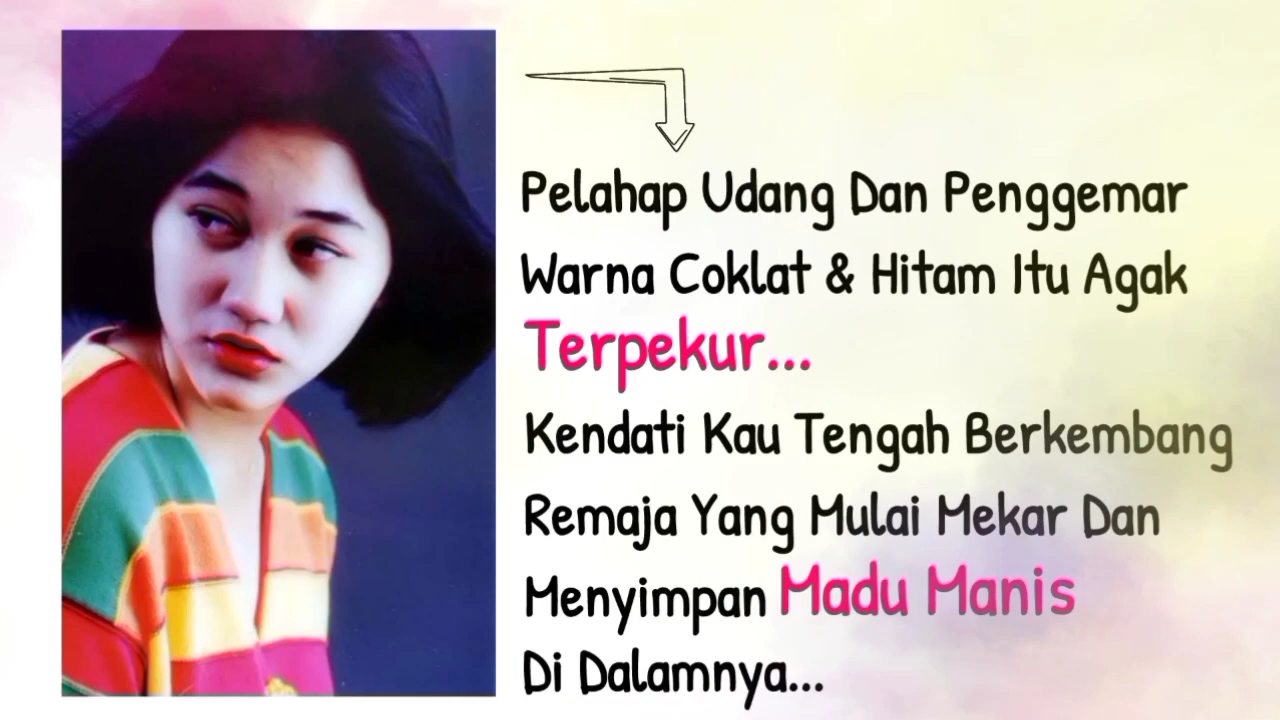 Pelahap Udang Dan Penggemar
Warna Coklat & Hitam Itu Agak
Terpekur...
Kendati Kau Tengah Berkembang
Remaja Yang Mulai Mekar Dan
Menyimpan Madu Manis
Di Dalamnya...